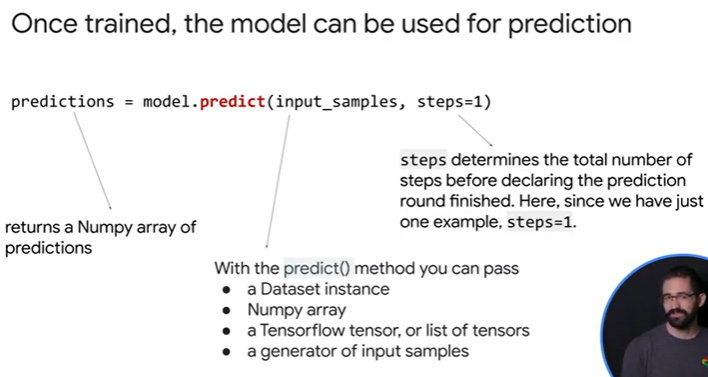 Once trained, the model can be used for prediction
predictions = model.predict(input_samples, steps=1)
steps determines the total number of
steps before declaring the prediction
round finished. Here, since we have just
one example, steps=1.
returns a Numpy array of
predictions
With the predict() method you can pass
● a Dataset instance
● Numpy array
● a Tensorflow tensor, or list of tensors
● a generator of input samples